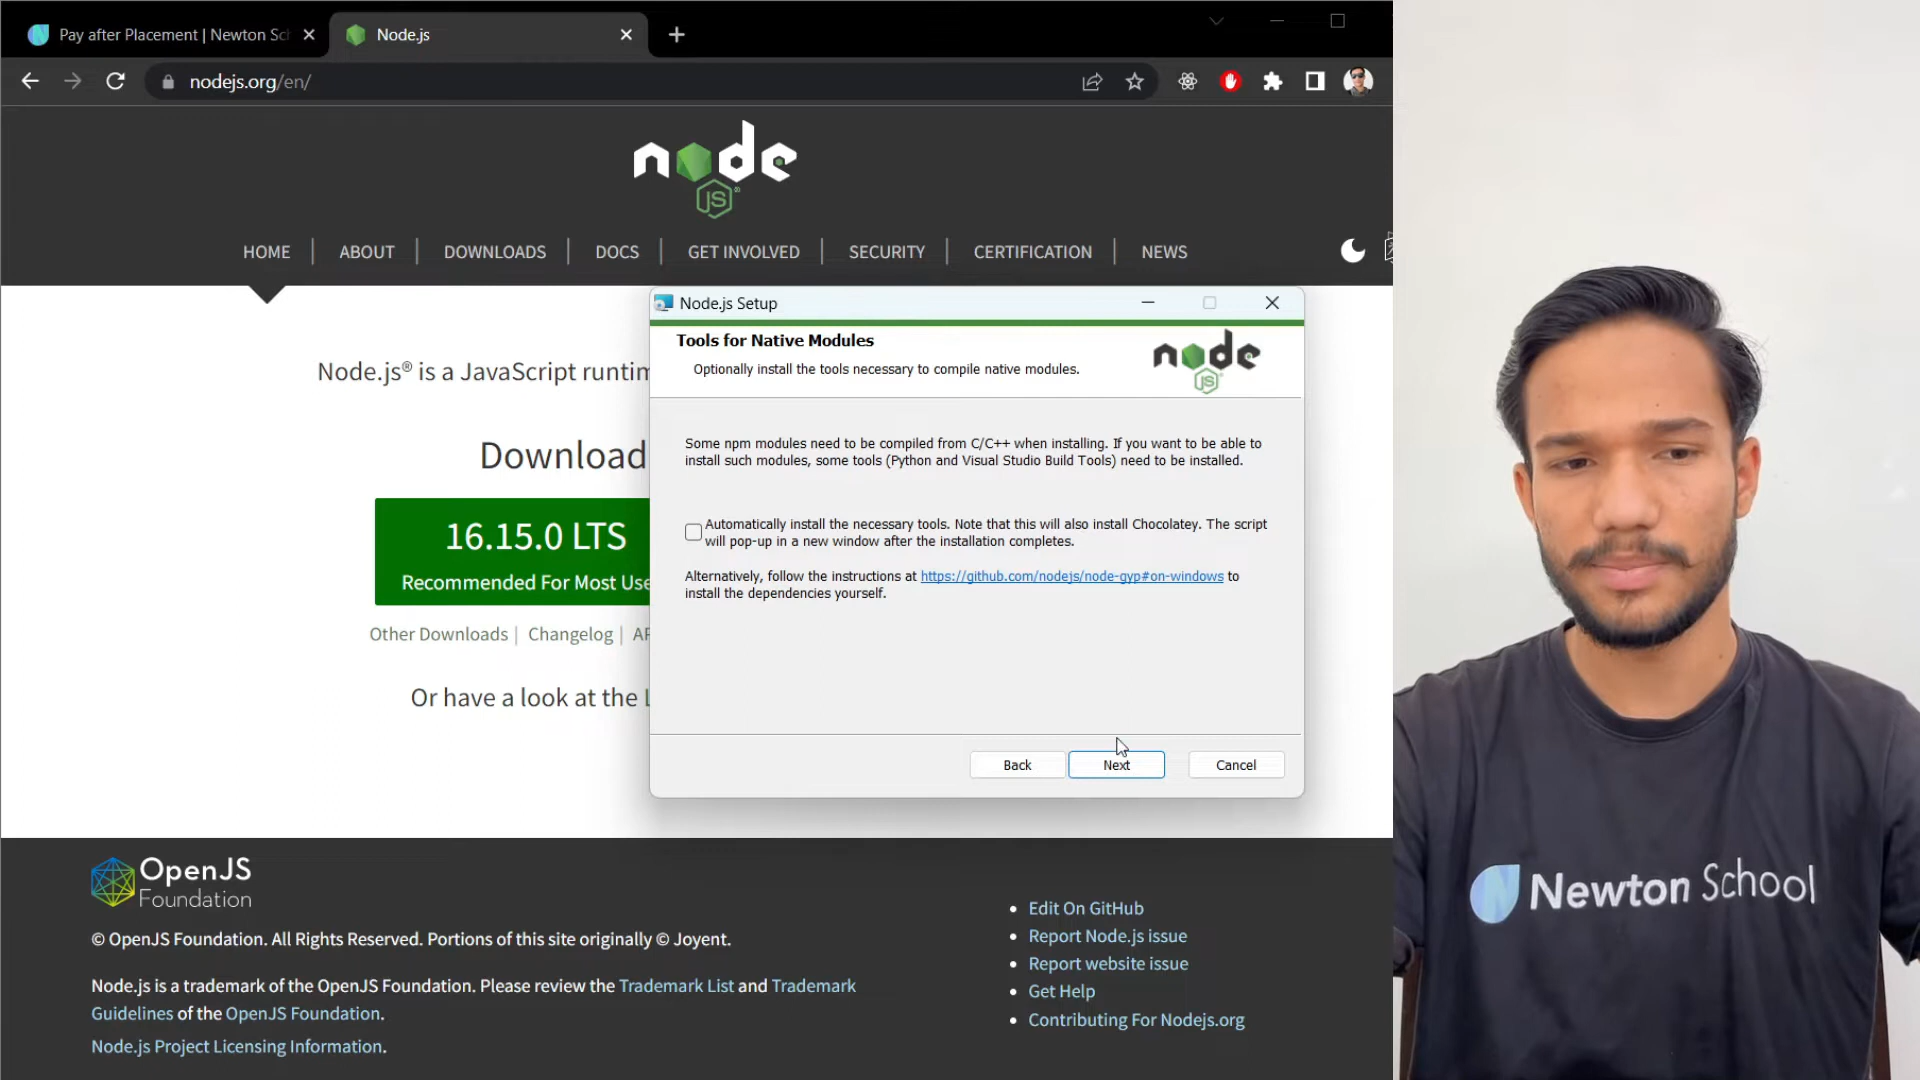 Pay after Placement | Newton Sc
Node.js
nodejs.org/en/
node
JS
HOME
ABOUT
DOWNLOADS
DOCS
GET INVOLVED
SECURITY
CERTIFICATION
NEWS
Node.js® is a JavaScript runtim
Download
16.15.0 LTS
Recommended For Most Use
Other Downloads | Changelog | AP
Or have a look at the L
Node.js Setup
Tools for Native Modules
Optionally install the tools necessary to compile native modules.
node
JS
Some npm modules need to be compiled from C/C++ when installing. If you want to be able to
install such modules, some tools (Python and Visual Studio Build Tools) need to be installed.
Automatically install the necessary tools. Note that this will also install Chocolatey. The script
will pop-up in a new window after the installation completes.
Alternatively, follow the instructions at https://github.com/nodejs/node-gyp#on-windows to
install the dependencies yourself.
Back
Next
Cancel
OpenJS
Foundation
© OpenJS Foundation. All Rights Reserved. Portions of this site originally © Joyent.
Node.js is a trademark of the OpenJS Foundation. Please review the Trademark List and Trademark
Guidelines of the OpenJS Foundation.
Node.js Project Licensing Information.
Edit On GitHub
Report Node.js issue
Report website issue
Get Help
Contributing For Nodejs.org
Newton School